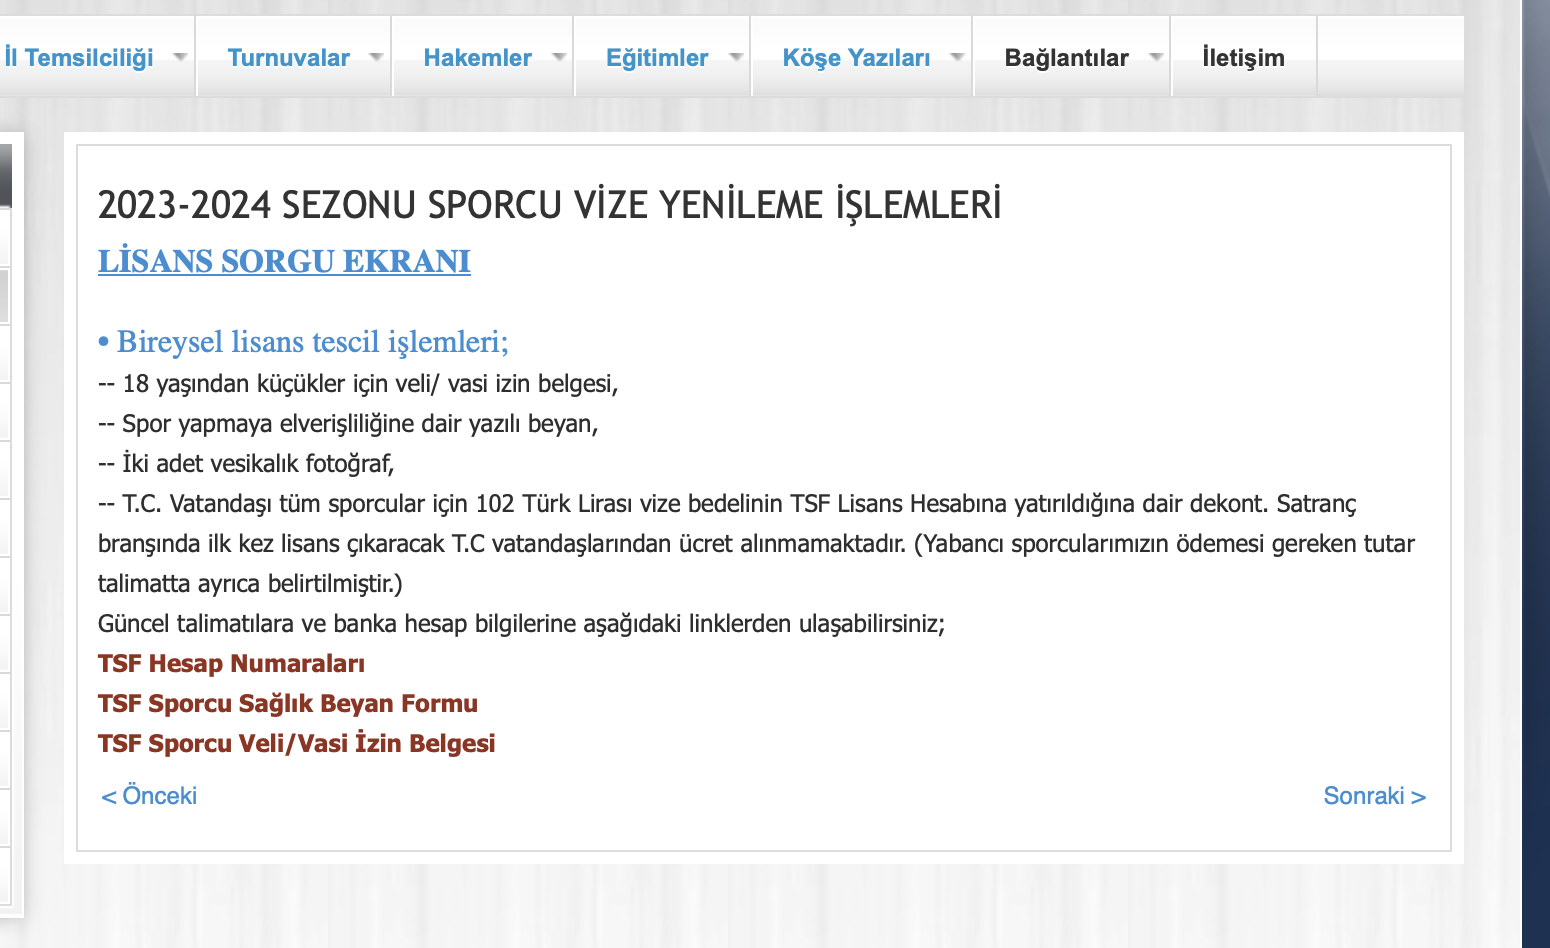 İl Temsilciliği Turnuvalar Hakemler Eğitimler Köşe Yazıları Bağlantılar İletişim
2023-2024 SEZONU SPORCU VİZE YENİLEME İŞLEMLERİ
LİSANS SORGU EKRANI
• Bireysel lisans tescil işlemleri;
-- 18 yaşından küçükler için veli/ vasi izin belgesi,
-- Spor yapmaya elverişliliğine dair yazılı beyan,
-- İki adet vesikalık fotoğraf,
-- T.C. Vatandaşı tüm sporcular için 102 Türk Lirası vize bedelinin TSF Lisans Hesabına yatırıldığına dair dekont. Satranç
branşında ilk kez lisans çıkaracak T.C vatandaşlarından ücret alınmamaktadır. (Yabancı sporcularımızın ödemesi gereken tutar
talimatta ayrıca belirtilmiştir.)
Güncel talimatılara ve banka hesap bilgilerine aşağıdaki linklerden ulaşabilirsiniz;
TSF Hesap Numaraları
TSF Sporcu Sağlık Beyan Formu
TSF Sporcu Veli/Vasi İzin Belgesi
< Önceki Sonraki >